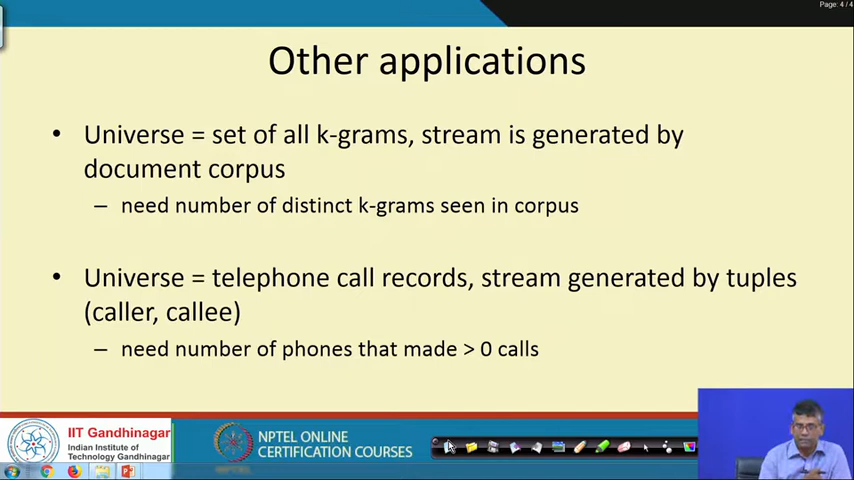 Page: 4 / 4
Other applications
• Universe = set of all k-grams, stream is generated by
document corpus
– need number of distinct k-grams seen in corpus
• Universe = telephone call records, stream generated by tuples
(caller, callee)
– need number of phones that made > 0 calls
IIT Gandhinagar
Indian Institute of
Technology Gandhinagar
NPTEL ONLINE
CERTIFICATION COURSES